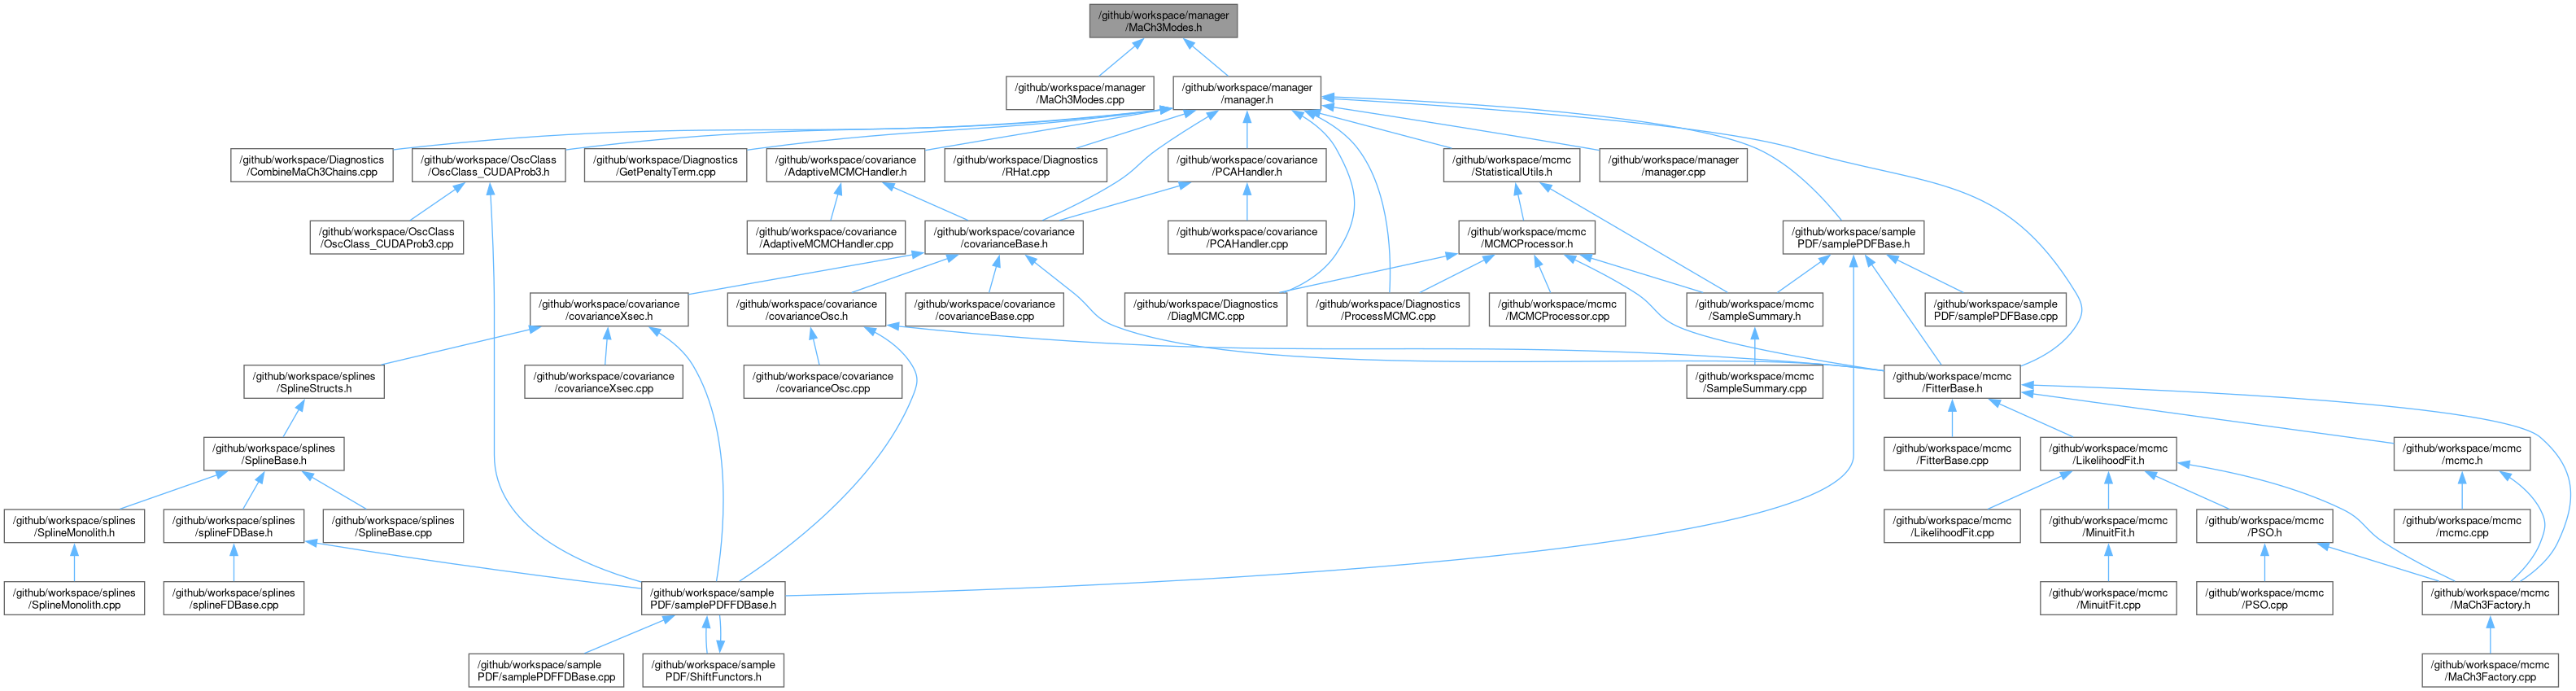 /github/workspace/manager
/MaCh3Modes.h
/github/workspace/manager
/MaCh3Modes.cpp
/github/workspace/manager
/manager.h
/github/workspace/Diagnostics
/CombineMaCh3Chains.cpp
/github/workspace/OscClass
/OscClass_CUDAProb3.h
/github/workspace/Diagnostics
/GetPenaltyTerm.cpp
/github/workspace/covariance
/AdaptiveMCMCHandler.h
/github/workspace/Diagnostics
/RHat.cpp
/github/workspace/covariance
/PCAHandler.h
/github/workspace/mcmc
/StatisticalUtils.h
/github/workspace/manager
/manager.cpp
/github/workspace/OscClass
/OscClass_CUDAProb3.cpp
/github/workspace/covariance
/AdaptiveMCMCHandler.cpp
/github/workspace/covariance
/covarianceBase.h
/github/workspace/covariance
/PCAHandler.cpp
/github/workspace/mcmc
/MCMCProcessor.h
/github/workspace/sample
PDF/samplePDFBase.h
/github/workspace/covariance
/covarianceXsec.h
/github/workspace/covariance
/covarianceOsc.h
/github/workspace/covariance
/covarianceBase.cpp
/github/workspace/Diagnostics
/DiagMCMC.cpp
/github/workspace/Diagnostics
/ProcessMCMC.cpp
/github/workspace/mcmc
/MCMCProcessor.cpp
/github/workspace/mcmc
/SampleSummary.h
/github/workspace/sample
PDF/samplePDFBase.cpp
/github/workspace/splines
/SplineStructs.h
/github/workspace/covariance
/covarianceXsec.cpp
/github/workspace/covariance
/covarianceOsc.cpp
/github/workspace/mcmc
/SampleSummary.cpp
/github/workspace/mcmc
/FitterBase.h
/github/workspace/splines
/SplineBase.h
/github/workspace/mcmc
/FitterBase.cpp
/github/workspace/mcmc
/LikelihoodFit.h
/github/workspace/mcmc
/mcmc.h
/github/workspace/splines
/SplineMonolith.h
/github/workspace/splines
/splineFDBase.h
/github/workspace/splines
/SplineBase.cpp
/github/workspace/mcmc
/LikelihoodFit.cpp
/github/workspace/mcmc
/MinuitFit.h
/github/workspace/mcmc
/PSO.h
/github/workspace/mcmc
/mcmc.cpp
/github/workspace/splines
/SplineMonolith.cpp
/github/workspace/splines
/splineFDBase.cpp
/github/workspace/sample
PDF/samplePDFFDBase.h
/github/workspace/mcmc
/MinuitFit.cpp
/github/workspace/mcmc
/PSO.cpp
/github/workspace/mcmc
/MaCh3Factory.h
/github/workspace/sample
PDF/samplePDFFDBase.cpp
/github/workspace/sample
PDF/ShiftFunctors.h
/github/workspace/mcmc
/MaCh3Factory.cpp